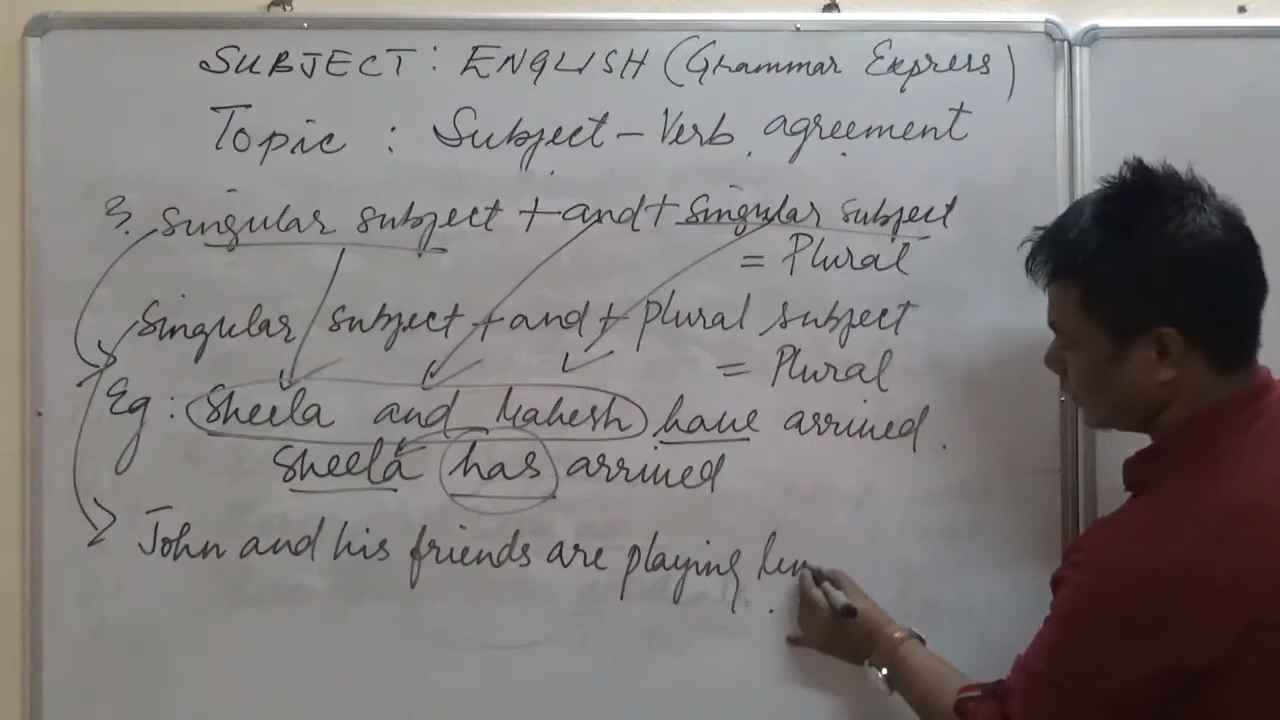 SUBJECT: ENGLISH (Grammar Express)
Topic : Subject-Verb agreement
3. Singular subject + and + singular subject
= Plural
Singular subject + and + plural subject
= Plural
Eg: Sheela and Mahesh have arrived.
Sheela has arrived
John and his friends are playing